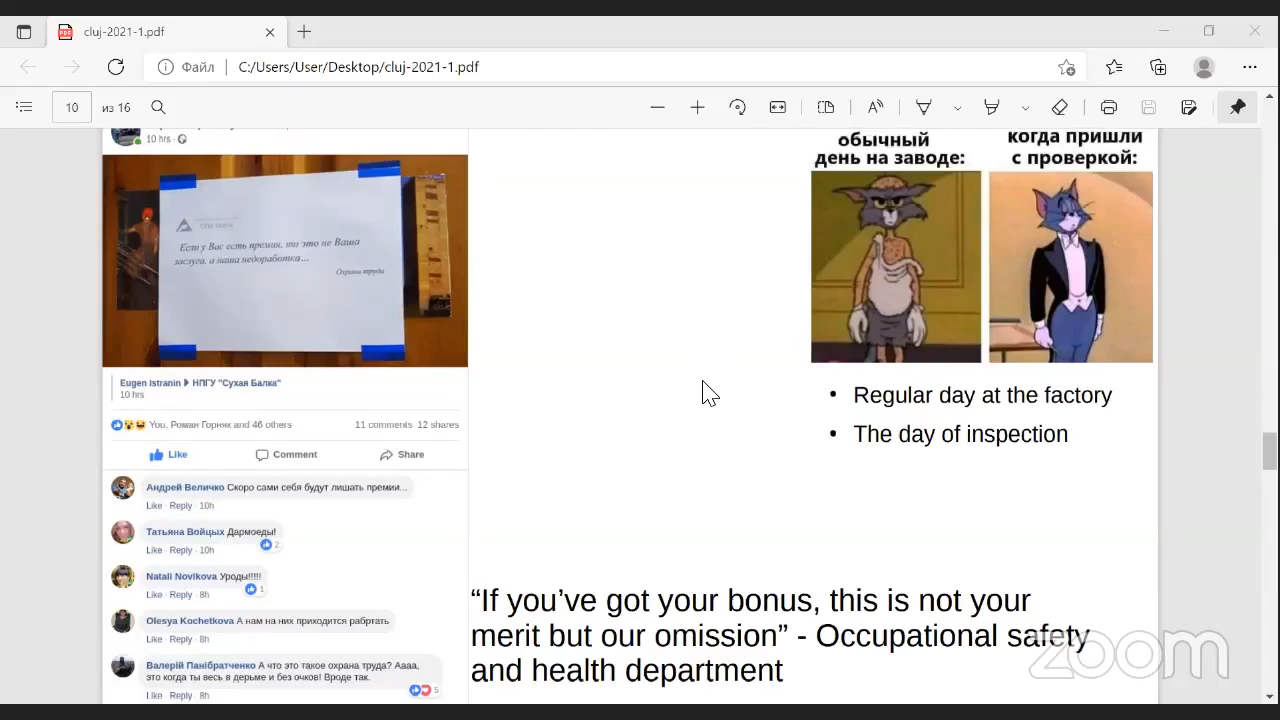 cluj-2021-1.pdf
Файл
C:/Users/User/Desktop/cluj-2021-1.pdf
10
из 16
10 hrs
Если у Вас есть премия, то это не Ваша
заслуга, а наша недоработка...
Охрана труда
Eugen Istranin НПГУ "Сухая Балка"
10 hrs
You, Роман Горняк and 46 others
11 comments 12 shares
Like Comment Share
Андрей Величко Скоро сами себя будут лишать премии...
Like · Reply · 10h
Татьяна Войцых Дармоеды!
2
Like · Reply · 10h
Natali Novikova Уроды!!!!!
1
Like · Reply · 8h
Olesya Kochetkova А нам на них приходится рабртать
Like · Reply · 8h
Валерій Панібратченко А что это такое охрана труда? Аааа,
это когда ты весь в дерьме и без очков! Вроде так.
5
Like · Reply · 8h
обычный
день на заводе:
когда пришли
с проверкой:
• Regular day at the factory
• The day of inspection
“If you’ve got your bonus, this is not your
merit but our omission” - Occupational safety
and health department
zoom